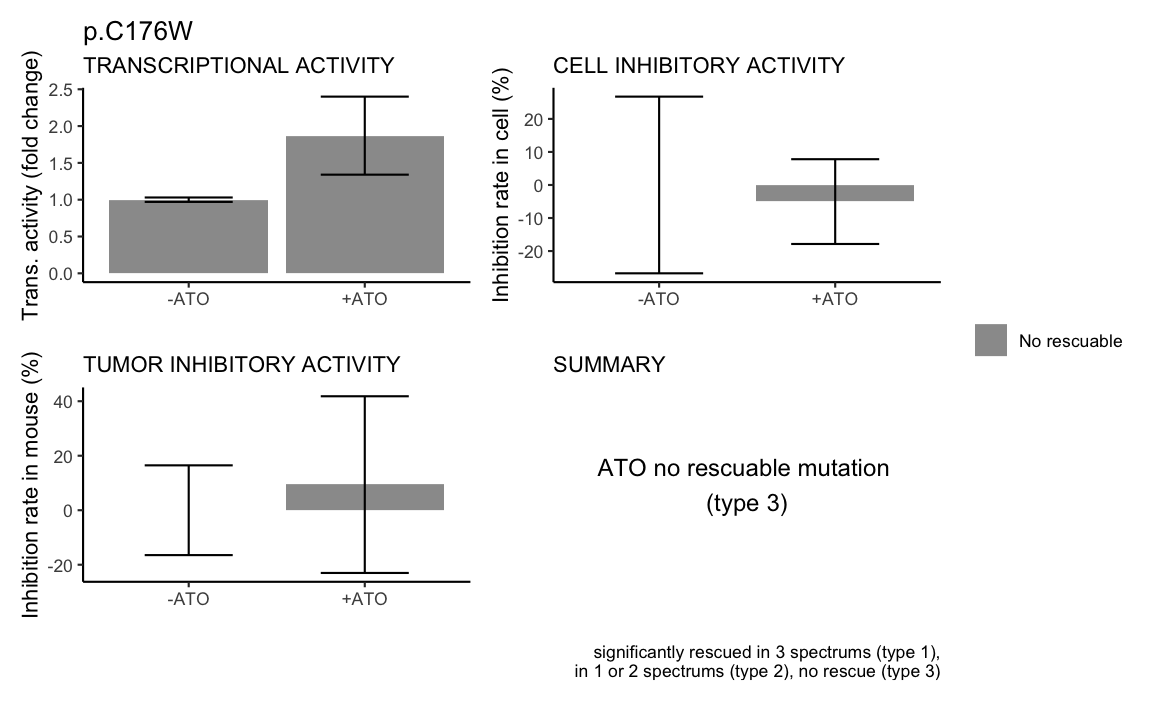 p.C176W
TRANSCRIPTIONAL ACTIVITY
Trans. activity (fold change)
2.5
2.0
1.5
1.0
0.5
0.0
-ATO
+ATO
CELL INHIBITORY ACTIVITY
Inhibition rate in cell (%)
20
10
0
-10
-20
-ATO
+ATO
No rescuable
TUMOR INHIBITORY ACTIVITY
Inhibition rate in mouse (%)
40
20
0
-20
-ATO
+ATO
SUMMARY
ATO no rescuable mutation
(type 3)
significantly rescued in 3 spectrums (type 1),
in 1 or 2 spectrums (type 2), no rescue (type 3)